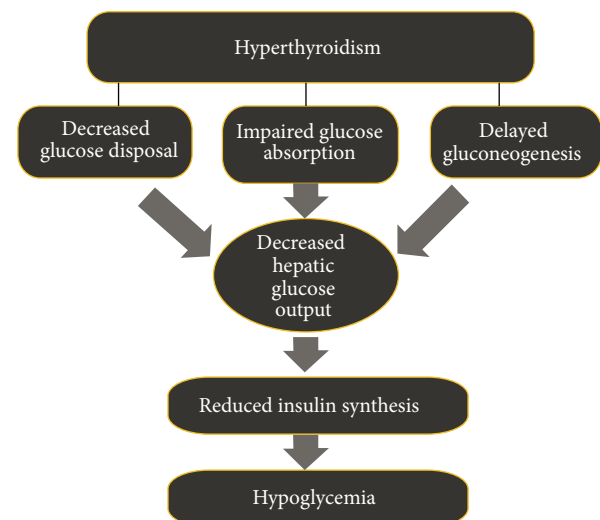 Hyperthyroidism
Decreased
glucose disposal
Impaired glucose
absorption
Delayed
gluconeogenesis
Decreased
hepatic
glucose
output
Reduced insulin synthesis
Hypoglycemia